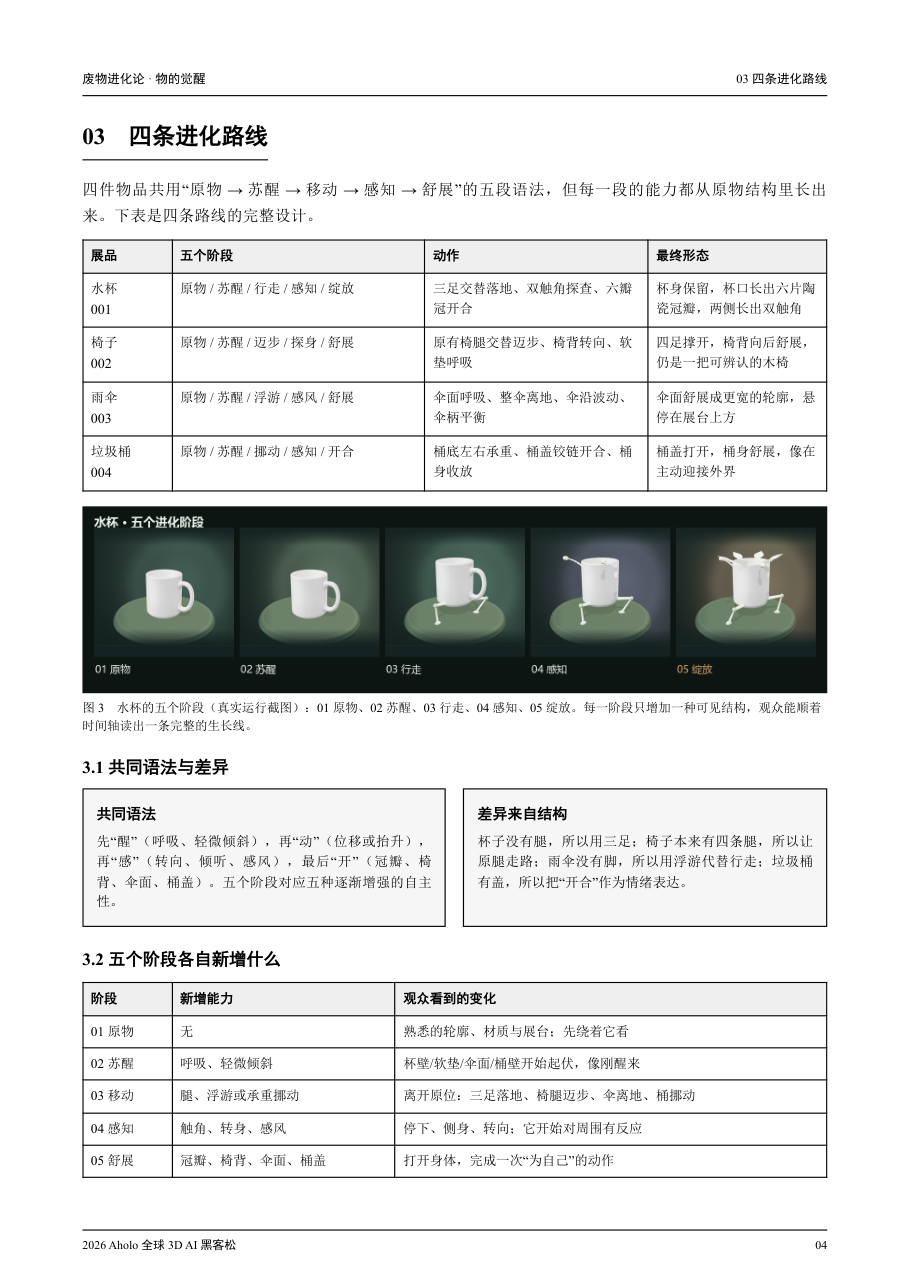 废物进化论 · 物的觉醒
03 四条进化路线
03 四条进化路线
四件物品共用“原物 → 苏醒 → 移动 → 感知 → 舒展”的五段语法，但每一段的能力都从原物结构里长出
来。下表是四条路线的完整设计。
展品 五个阶段 动作 最终形态
水杯 原物 / 苏醒 / 行走 / 感知 / 绽放 三足交替落地、双触角探查、六瓣 杯身保留，杯口长出六片陶
001 冠开合 瓷冠瓣，两侧长出双触角
椅子 原物 / 苏醒 / 迈步 / 探身 / 舒展 原有椅腿交替迈步、椅背转向、软 四足撑开，椅背向后舒展，
002 垫呼吸 仍是一把可辨认的木椅
雨伞 原物 / 苏醒 / 浮游 / 感风 / 舒展 伞面呼吸、整伞离地、伞沿波动、 伞面舒展成更宽的轮廓，悬
003 伞柄平衡 停在展台上方
垃圾桶 原物 / 苏醒 / 挪动 / 感知 / 开合 桶底左右承重、桶盖铰链开合、桶 桶盖打开，桶身舒展，像在
004 身收放 主动迎接外界
水杯 • 五个进化阶段
01 原物 02 苏醒 03 行走 04 感知 05 绽放
图 3 水杯的五个阶段（真实运行截图）：01 原物、02 苏醒、03 行走、04 感知、05 绽放。每一阶段只增加一种可见结构，观众能顺着
时间轴读出一条完整的生长线。
3.1 共同语法与差异
共同语法
先“醒”（呼吸、轻微倾斜），再“动”（位移或抬升），
再“感”（转向、倾听、感风），最后“开”（冠瓣、椅
背、伞面、桶盖）。五个阶段对应五种逐渐增强的自主
性。
差异来自结构
杯子没有腿，所以用三足；椅子本来有四条腿，所以让
原腿走路；雨伞没有脚，所以用浮游代替行走；垃圾桶
有盖，所以把“开合”作为情绪表达。
3.2 五个阶段各自新增什么
阶段 新增能力 观众看到的变化
01 原物 无 熟悉的轮廓、材质与展台；先绕着它看
02 苏醒 呼吸、轻微倾斜 杯壁/软垫/伞面/桶壁开始起伏，像刚醒来
03 移动 腿、浮游或承重挪动 离开原位：三足落地、椅腿迈步、伞离地、桶挪动
04 感知 触角、转身、感风 停下、侧身、转向；它开始对周围有反应
05 舒展 冠瓣、椅背、伞面、桶盖 打开身体，完成一次“为自己”的动作
2026 Aholo 全球 3D AI 黑客松
04